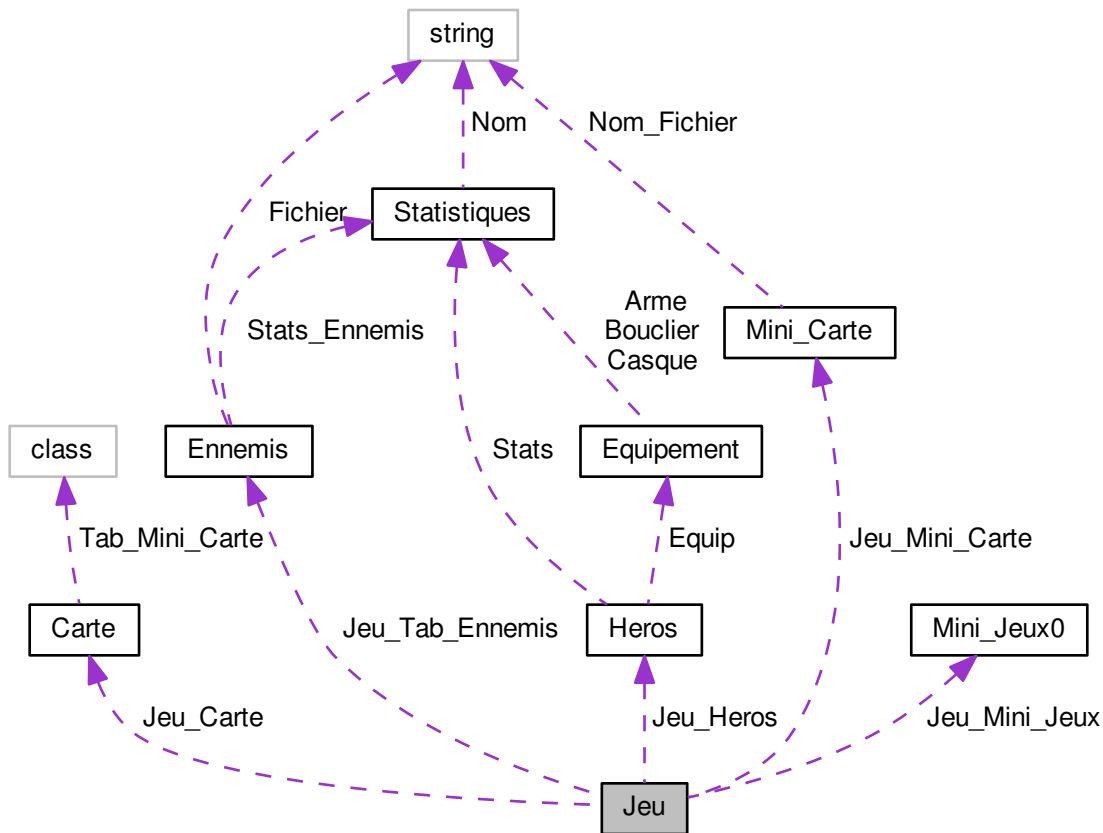 string
Nom
Nom_Fichier
Fichier
Statistiques
Stats_Ennemis
Arme
Bouclier
Casque
Mini_Carte
class
Ennemis
Stats
Equipement
Tab_Mini_Carte
Equip
Jeu_Mini_Carte
Carte
Jeu_Tab_Ennemis
Heros
Mini_Jeux0
Jeu_Carte
Jeu_Heros
Jeu_Mini_Jeux
Jeu